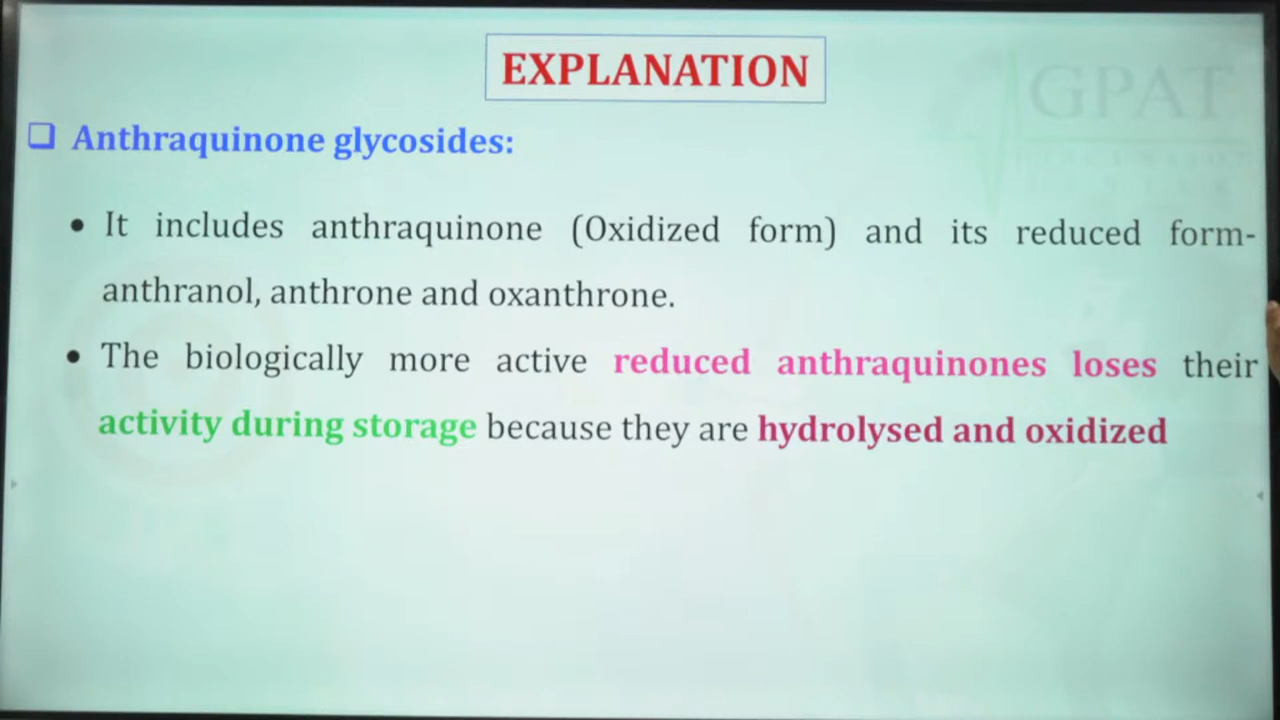 EXPLANATION
GPAT
Anthraquinone glycosides:
• It includes anthraquinone (Oxidized form) and its reduced form-
anthranol, anthrone and oxanthrone.
• The biologically more active reduced anthraquinones loses their
activity during storage because they are hydrolysed and oxidized